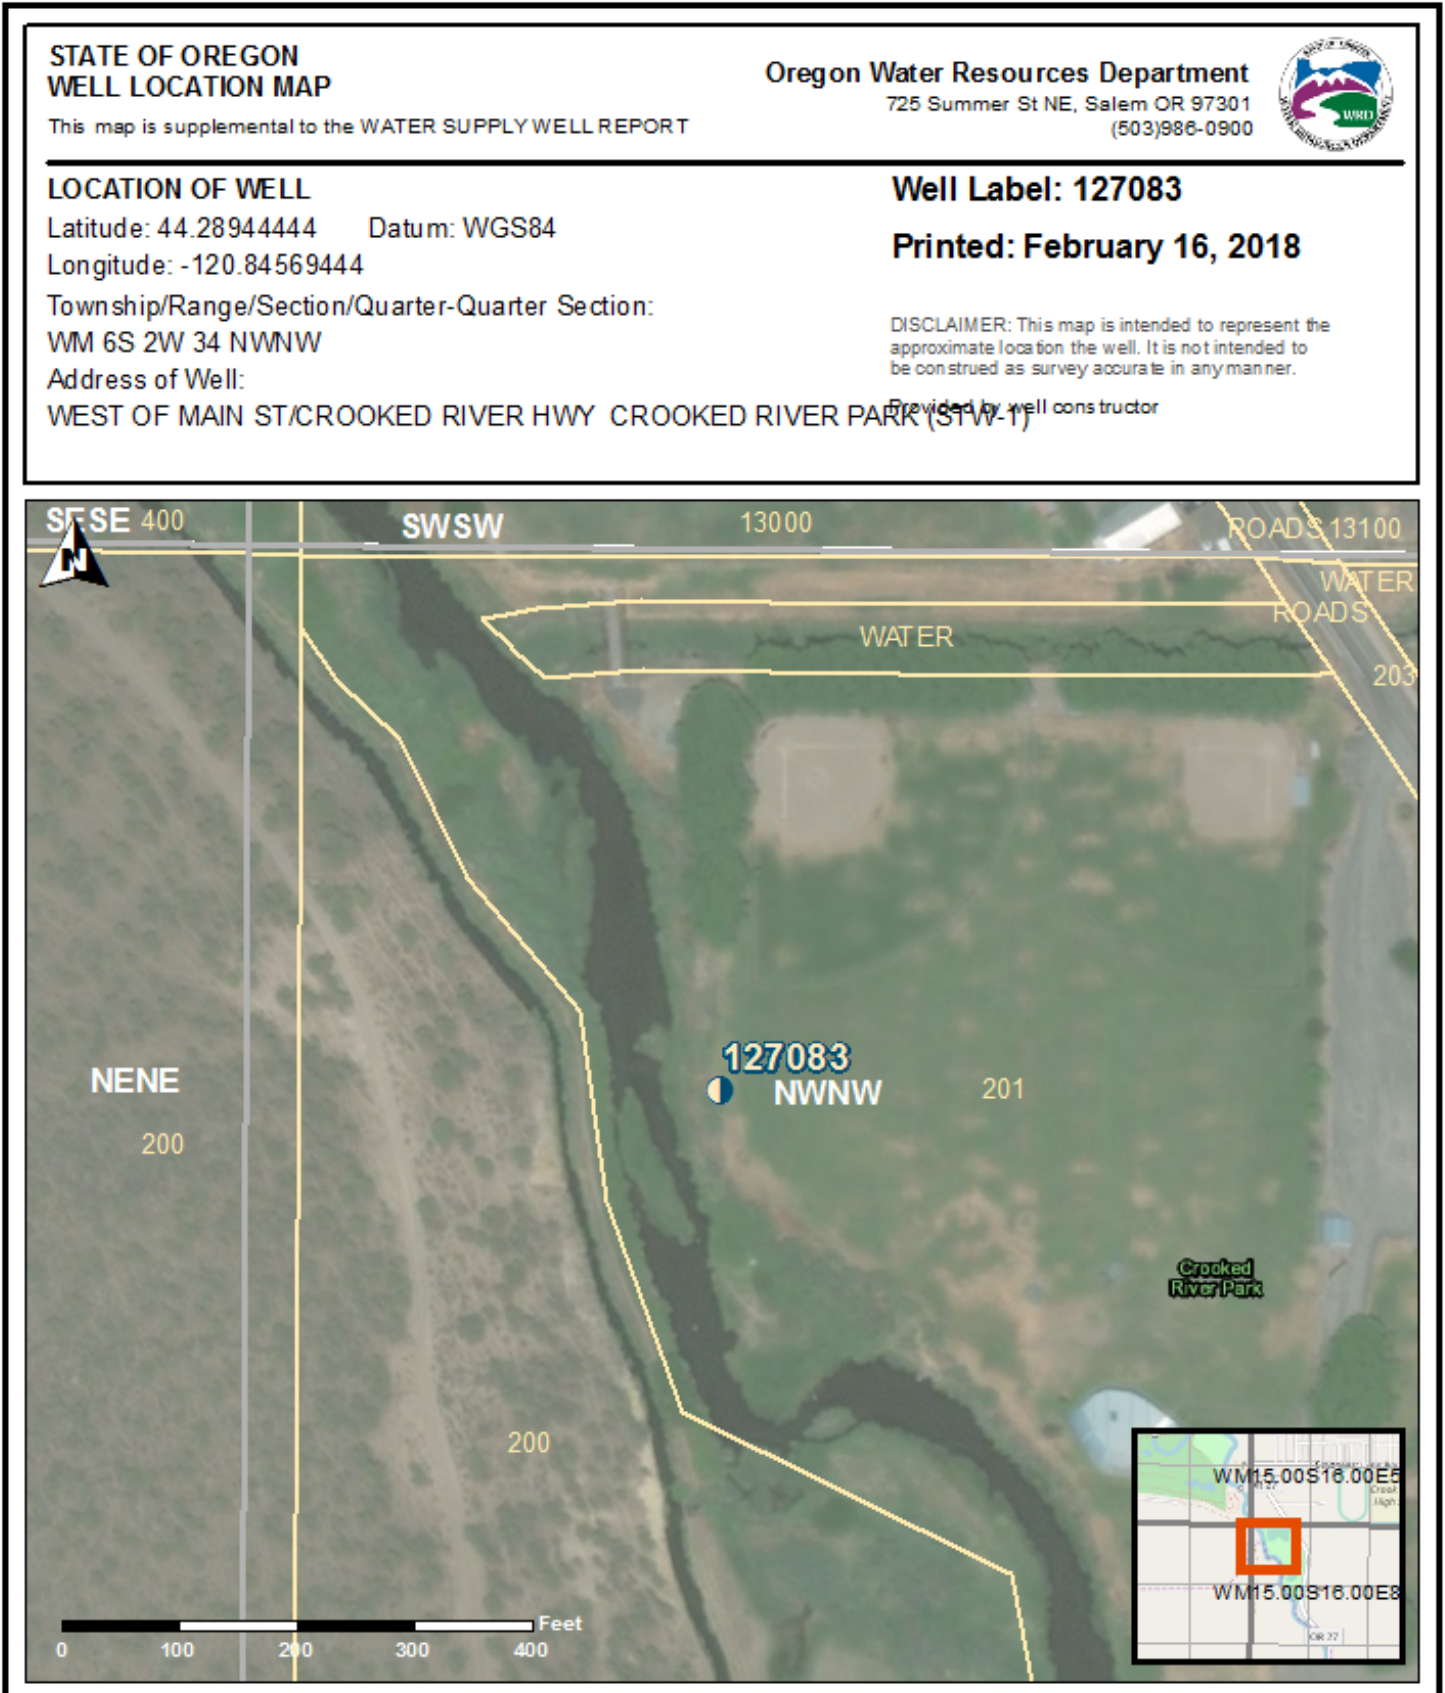 STATE OF OREGON
WELL LOCATION MAP
This map is supplemental to the WATER SUPPLY WELL REPORT
Oregon Water Resources Department
725 Summer St NE, Salem OR 97301
(503)986-0900
WRD
LOCATION OF WELL
Latitude: 44.28944444 Datum: WGS84
Longitude: -120.84569444
Township/Range/Section/Quarter-Quarter Section:
WM 6S 2W 34 NWNW
Address of Well:
WEST OF MAIN ST/CROOKED RIVER HWY CROOKED RIVER PARK (STW-1)
Well Label: 127083
Printed: February 16, 2018
DISCLAIMER: This map is intended to represent the
approximate location the well. It is not intended to
be construed as survey accurate in any manner.
Provided by well constructor
SESE 400
SWSW
13000
ROADS 13100
N
WATER
ROADS
WATER
203
127083
NENE
NWNW
201
200
Crooked
River Park
200
WM15.00S16.00E5
Crook
High
WM15.00S16.00E8
OR 27
Feet
0 100 200 300 400